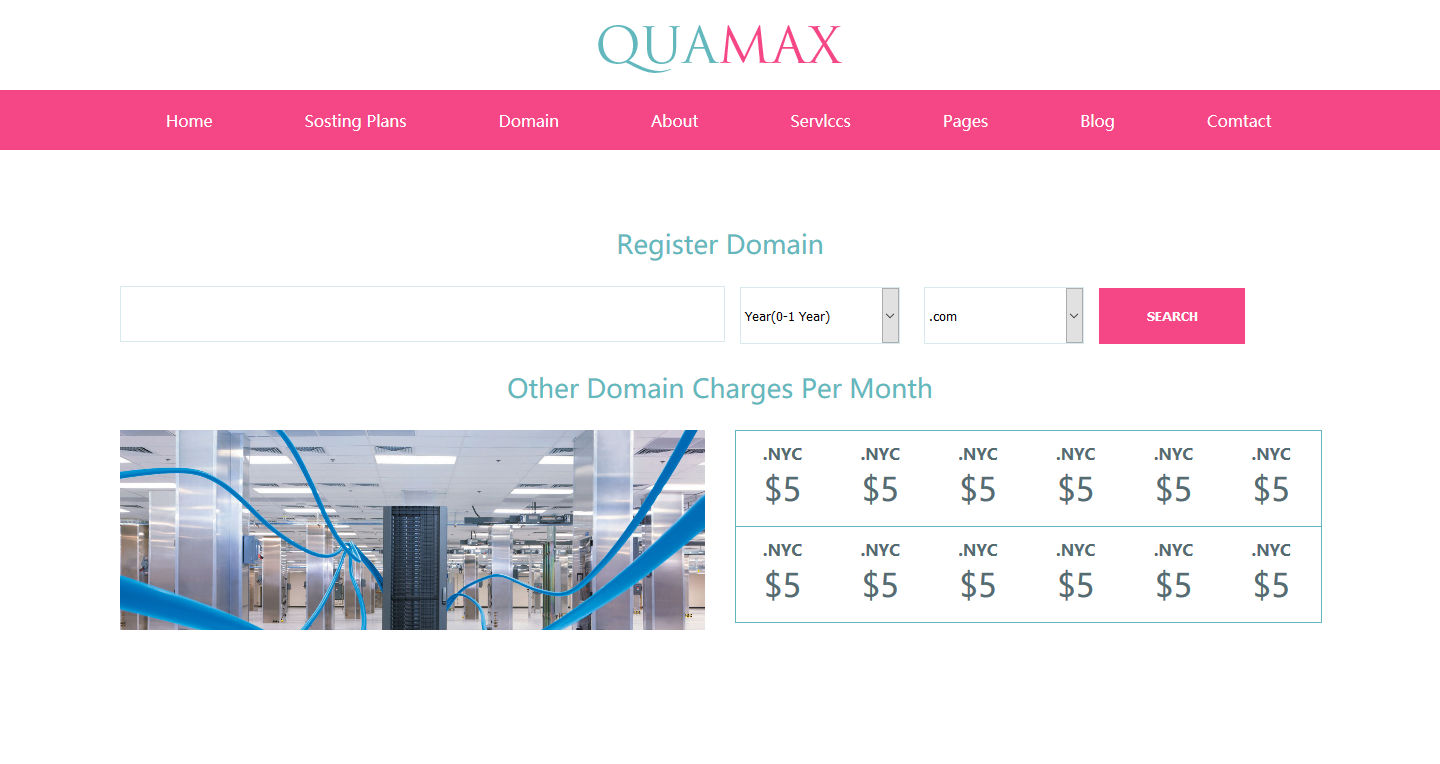 QUAMAX
Home Sosting Plans Domain About Servlccs Pages Blog Comtact
Register Domain
Year(0-1 Year) .com SEARCH
Other Domain Charges Per Month
.NYC .NYC .NYC .NYC .NYC .NYC
$5 $5 $5 $5 $5 $5
.NYC .NYC .NYC .NYC .NYC .NYC
$5 $5 $5 $5 $5 $5